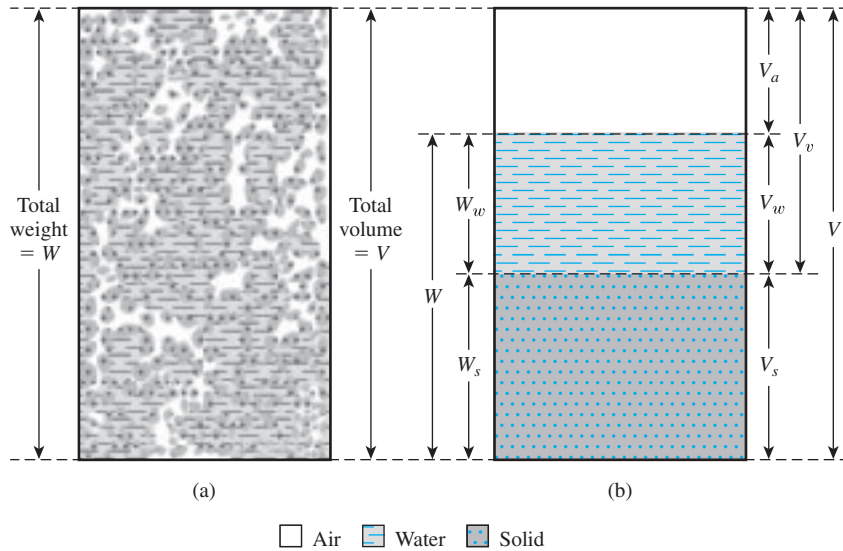 Total
weight
= W
Total
volume
= V
(a)
W
W_w
W_s
V_a
V_w
V_s
V_v
V
(b)
Air Water Solid